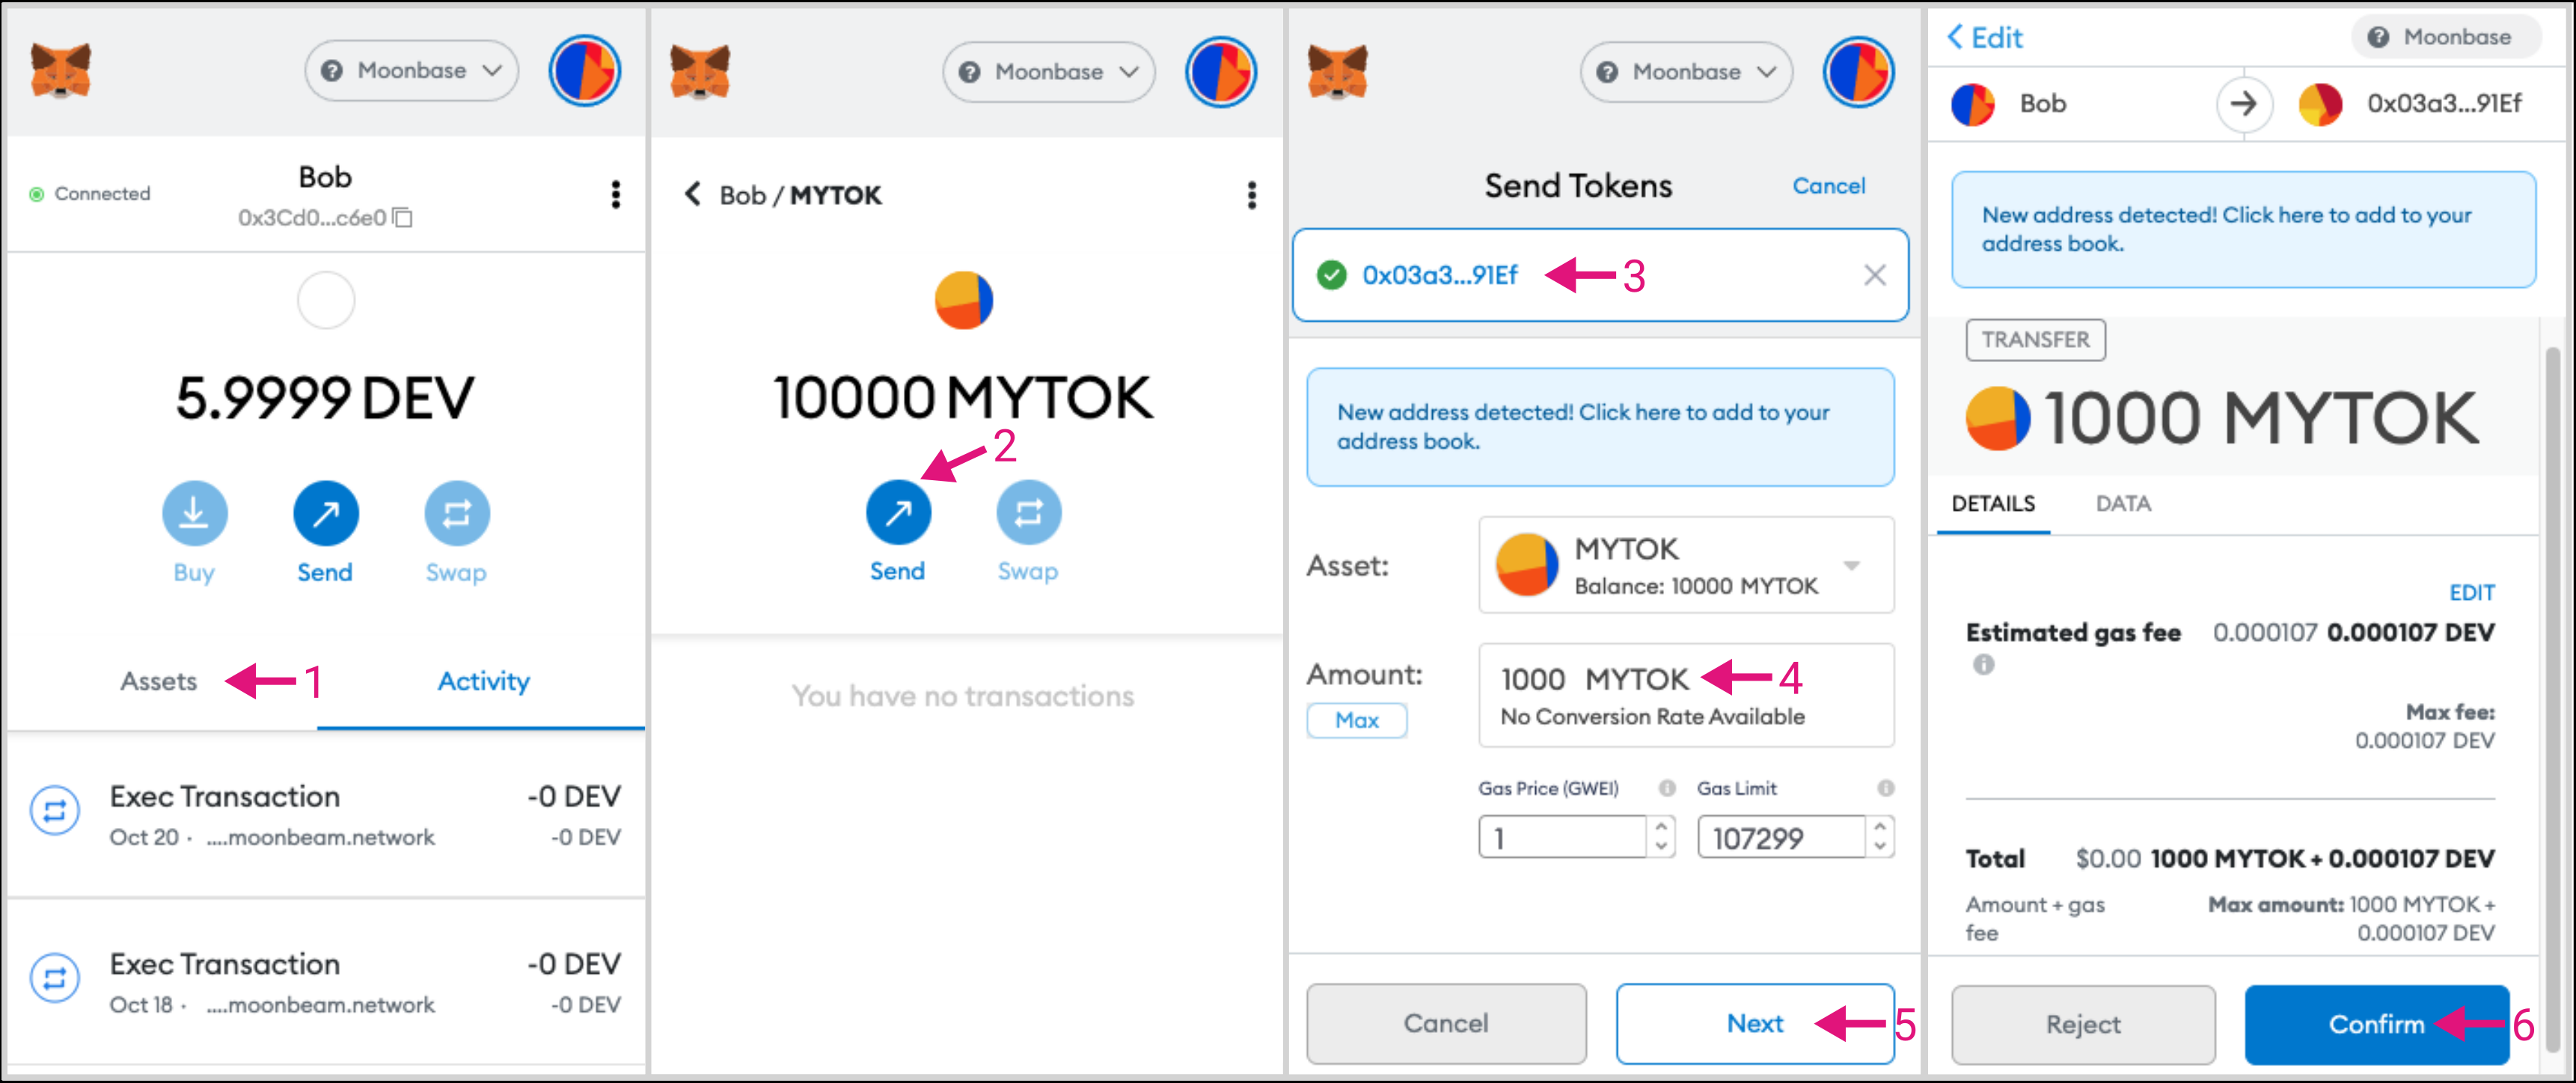 Moonbase
Connected
Bob
0x3Cd0...c6e0
5.9999 DEV
Buy
Send
Swap
Assets
1
Activity
Exec Transaction
-0 DEV
Oct 20 · ....moonbeam.network
-0 DEV
Exec Transaction
-0 DEV
Oct 18 · ....moonbeam.network
-0 DEV
Moonbase
Bob / MYTOK
10000 MYTOK
2
Send
Swap
You have no transactions
Moonbase
Send Tokens
Cancel
0x03a3...91Ef
3
New address detected! Click here to add to your
address book.
Asset:
MYTOK
Balance: 10000 MYTOK
Amount:
Max
1000 MYTOK
4
No Conversion Rate Available
Gas Price (GWEI)
Gas Limit
1
107299
Cancel
Next
5
Edit
Moonbase
Bob
0x03a3...91Ef
New address detected! Click here to add to your
address book.
TRANSFER
1000 MYTOK
DETAILS
DATA
EDIT
Estimated gas fee
0.000107 0.000107 DEV
Max fee:
0.000107 DEV
Total
$0.00 1000 MYTOK + 0.000107 DEV
Amount + gas
fee
Max amount: 1000 MYTOK +
0.000107 DEV
Reject
Confirm
6